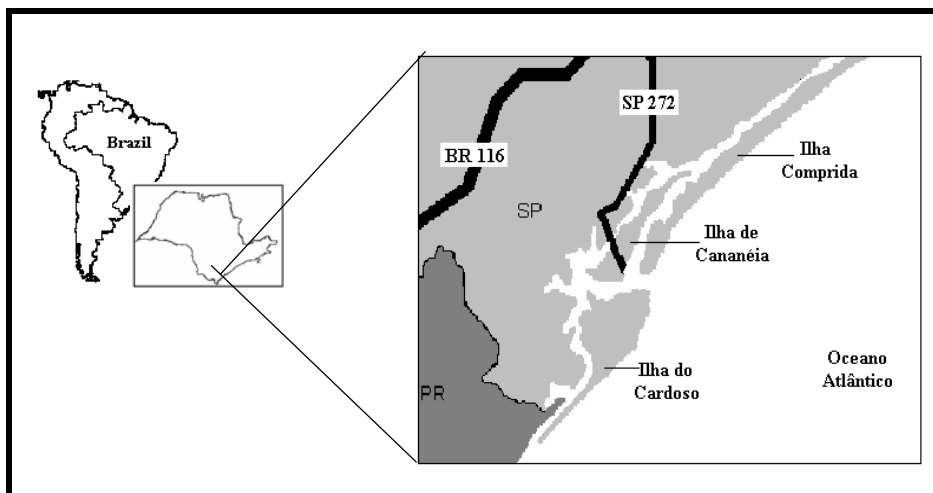 Brazil
SP 272
BR 116
SP
Ilha
Comprida
Ilha de
Cananéia
Ilha do
Cardoso
Oceano
Atlântico
PR